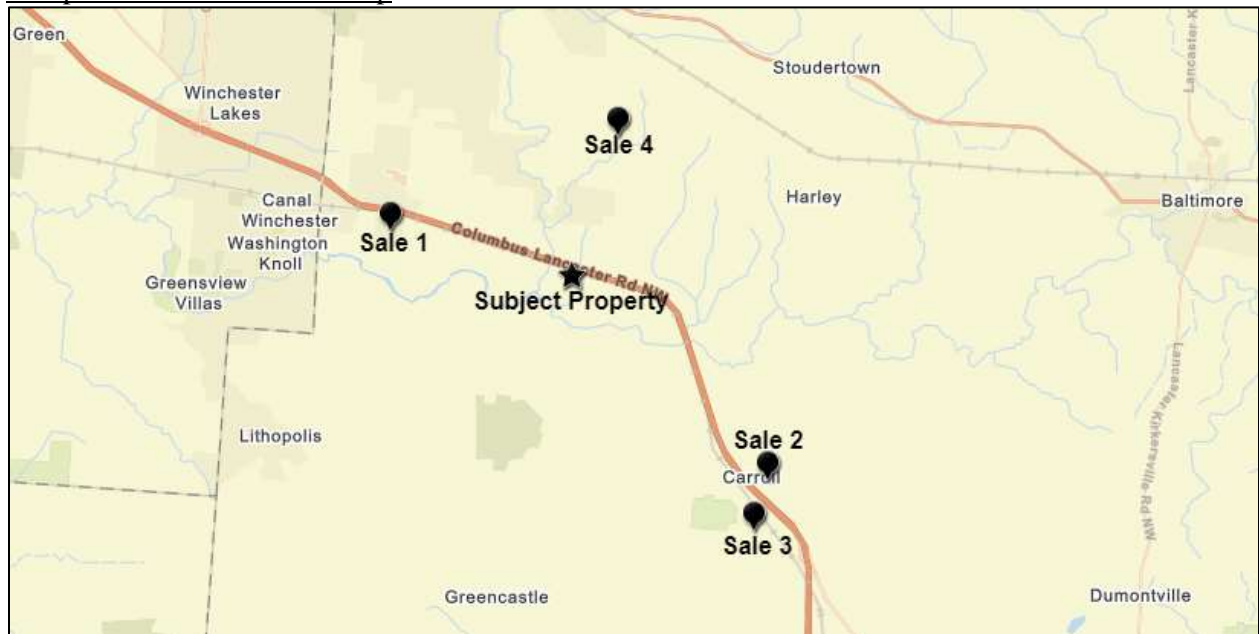 Green
Stoudertown
Winchester
Lakes
Sale 4
Harley
Baltimore
Canal
Winchester
Washington
Knoll
Sale 1
Columbus Lancaster Rd NW
Greensview
Villas
Subject Property
Lancaster Kirkersville Rd NW
Lithopolis
Sale 2
Carroll
Sale 3
Greencastle
Dumontville